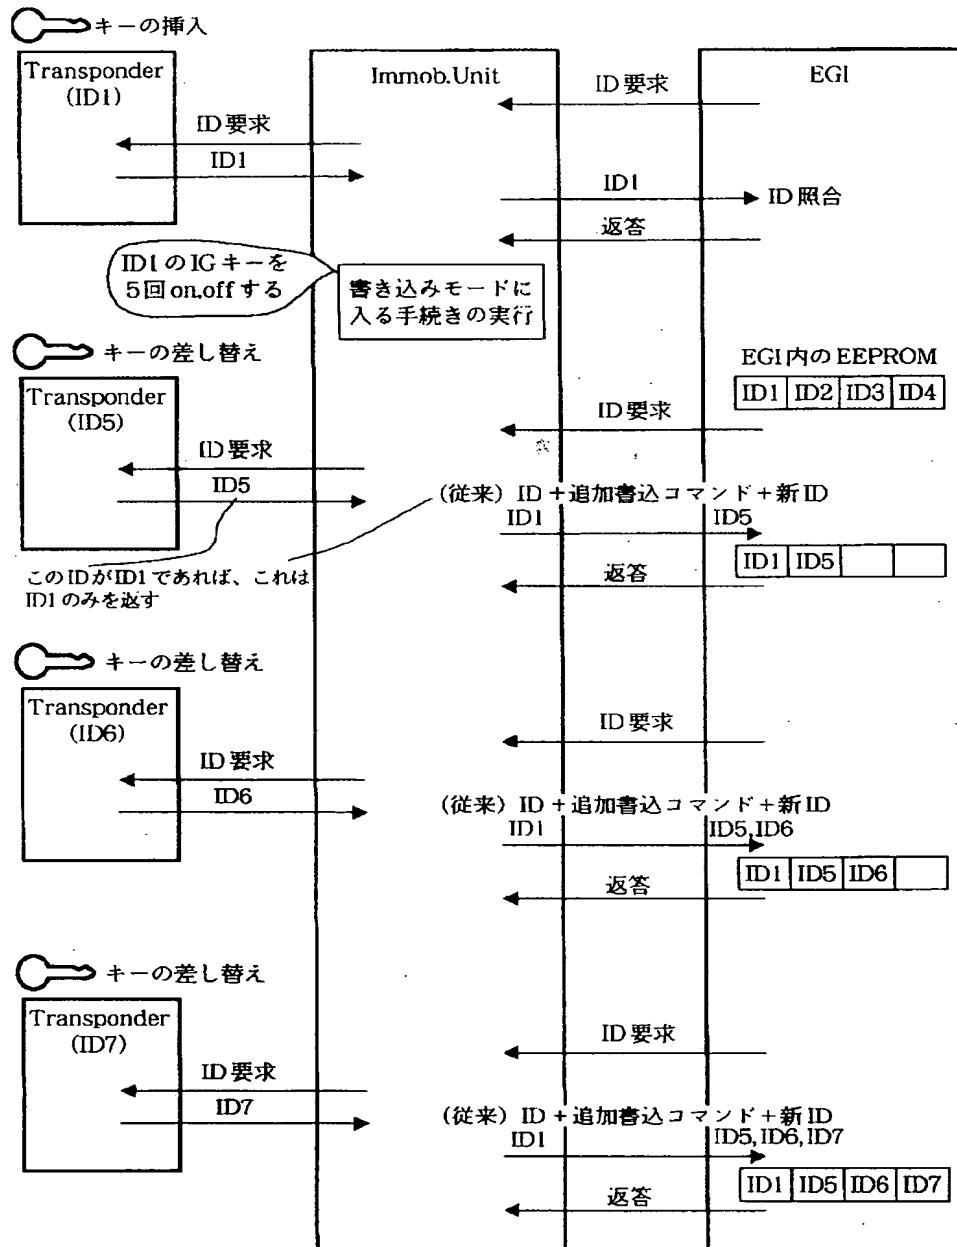 キーの挿入
Transponder
(ID1)
Immob.Unit
EGI
ID要求
ID要求
ID1
ID1
ID照合
返答
ID1のIGキーを
5回on,offする
書き込みモードに
入る手続きの実行
キーの差し替え
EGI内のEEPROM
Transponder
(ID5)
ID1 ID2 ID3 ID4
ID要求
ID要求
ID5
(従来) ID+追加書込コマンド+新ID
ID1 ID5
ID1 ID5
返答
このIDがID1であれば、これは
ID1のみを返す
キーの差し替え
Transponder
(ID6)
ID要求
ID要求
ID6
(従来) ID+追加書込コマンド+新ID
ID1 ID5,ID6
ID1 ID5 ID6
返答
キーの差し替え
Transponder
(ID7)
ID要求
ID要求
ID7
(従来) ID+追加書込コマンド+新ID
ID1 ID5,ID6,ID7
ID1 ID5 ID6 ID7
返答